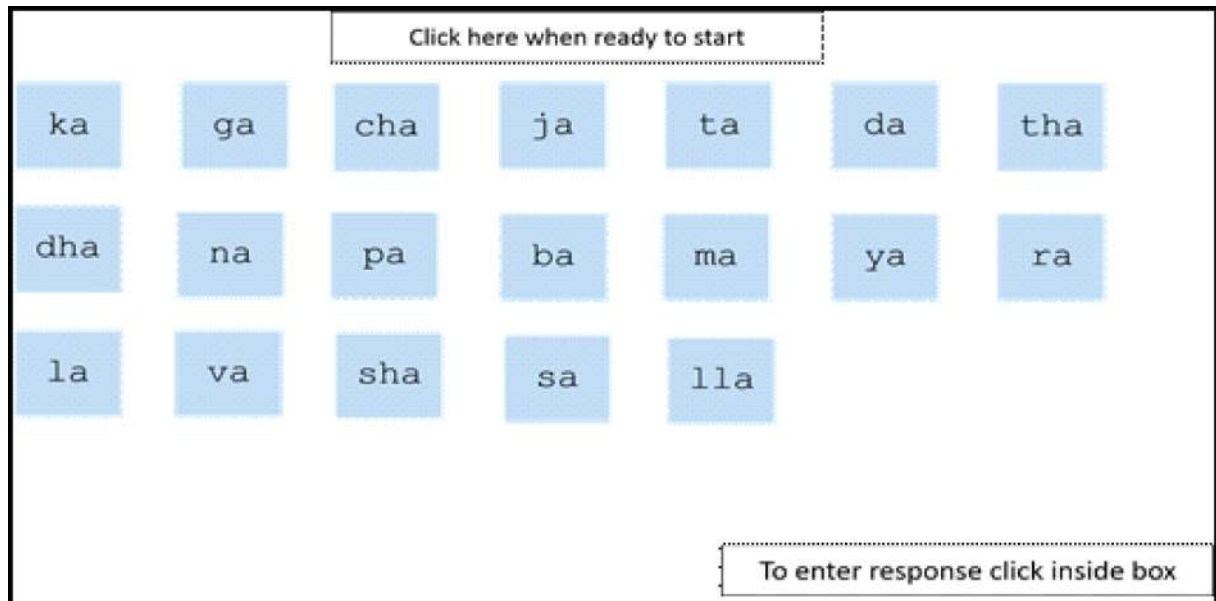 Click here when ready to start
ka ga cha ja ta da tha
dha na pa ba ma ya ra
la va sha sa lla
To enter response click inside box